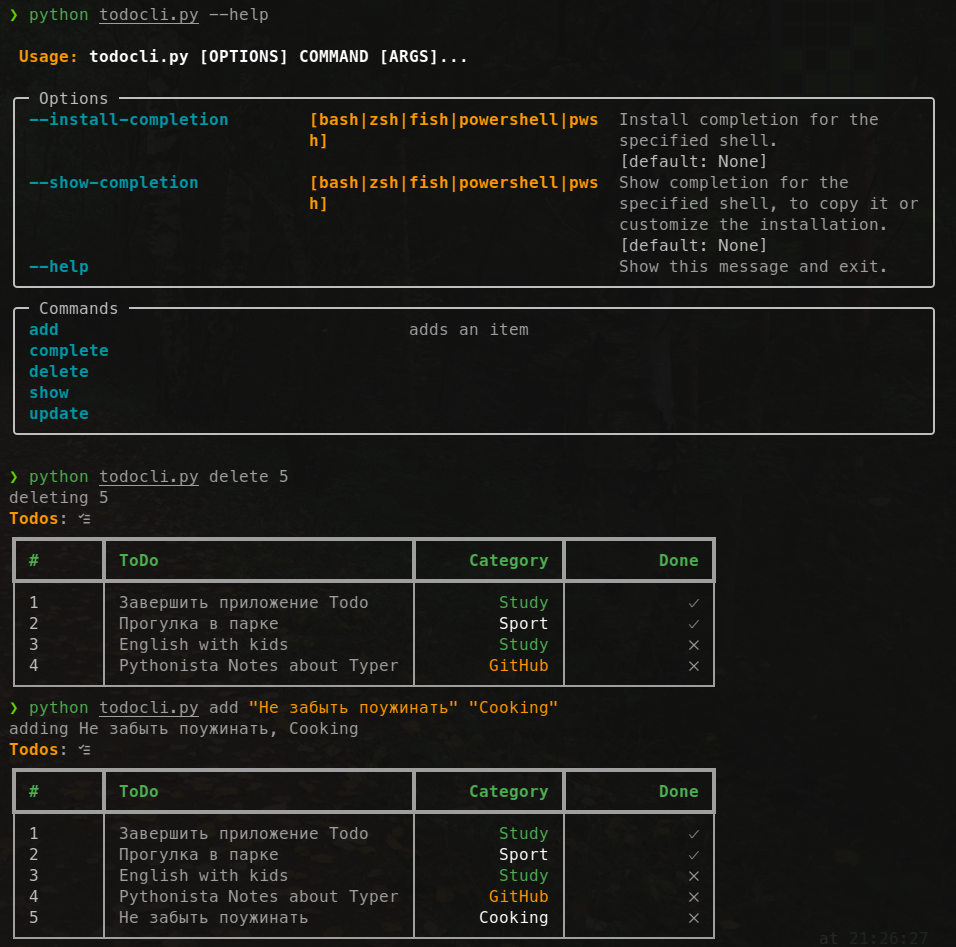 ❯ python todocli.py --help
Usage: todocli.py [OPTIONS] COMMAND [ARGS]...
Options
--install-completion [bash|zsh|fish|powershell|pws Install completion for the
h] specified shell.
[default: None]
--show-completion [bash|zsh|fish|powershell|pws Show completion for the
h] specified shell, to copy it or
customize the installation.
[default: None]
--help Show this message and exit.
Commands
add adds an item
complete
delete
show
update
❯ python todocli.py delete 5
deleting 5
Todos:
# ToDo Category Done
1 Завершить приложение Todo Study ✓
2 Прогулка в парке Sport ✓
3 English with kids Study ✕
4 Pythonista Notes about Typer GitHub ✕
❯ python todocli.py add "Не забыть поужинать" "Cooking"
adding Не забыть поужинать, Cooking
Todos:
# ToDo Category Done
1 Завершить приложение Todo Study ✓
2 Прогулка в парке Sport ✓
3 English with kids Study ✕
4 Pythonista Notes about Typer GitHub ✕
5 Не забыть поужинать Cooking ✕
at 21:26:27